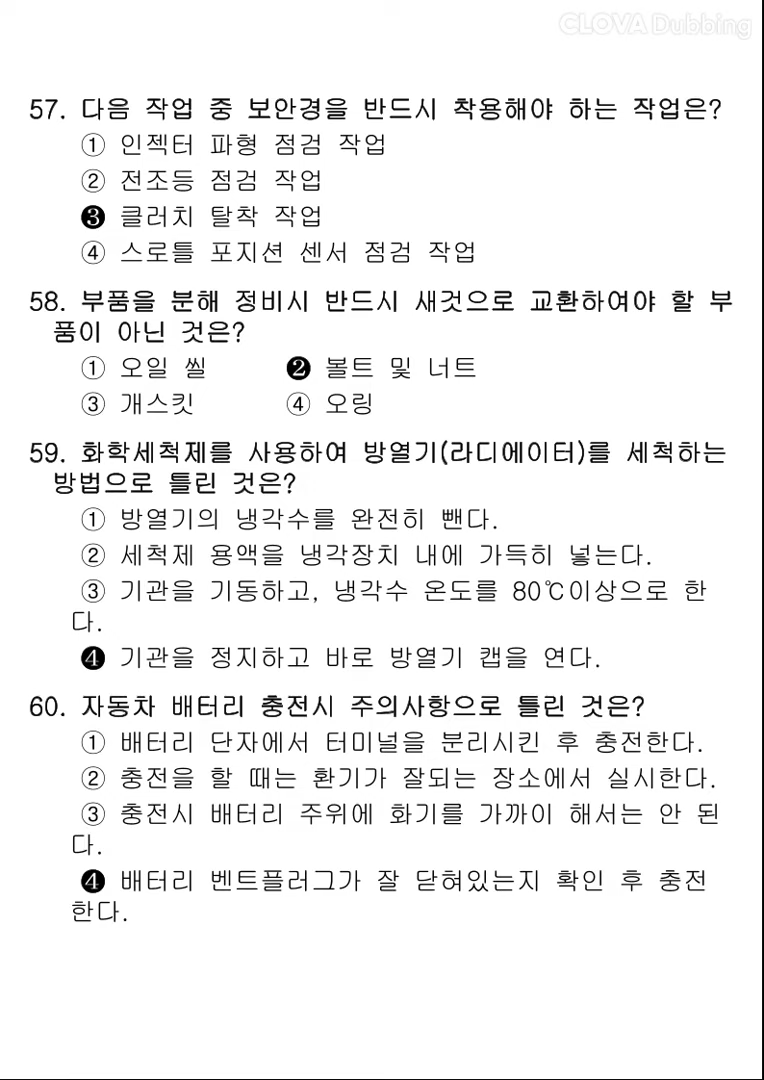 CLOVA Dubbing
57. 다음 작업 중 보안경을 반드시 착용해야 하는 작업은?
① 인젝터 파형 점검 작업
② 전조등 점검 작업
❸ 클러치 탈착 작업
④ 스로틀 포지션 센서 점검 작업
58. 부품을 분해 정비시 반드시 새것으로 교환하여야 할 부
품이 아닌 것은?
① 오일 씰 ❷ 볼트 및 너트
③ 개스킷 ④ 오링
59. 화학세척제를 사용하여 방열기(라디에이터)를 세척하는
방법으로 틀린 것은?
① 방열기의 냉각수를 완전히 뺀다.
② 세척제 용액을 냉각장치 내에 가득히 넣는다.
③ 기관을 기동하고, 냉각수 온도를 80℃이상으로 한
다.
❹ 기관을 정지하고 바로 방열기 캡을 연다.
60. 자동차 배터리 충전시 주의사항으로 틀린 것은?
① 배터리 단자에서 터미널을 분리시킨 후 충전한다.
② 충전을 할 때는 환기가 잘되는 장소에서 실시한다.
③ 충전시 배터리 주위에 화기를 가까이 해서는 안 된
다.
❹ 배터리 벤트플러그가 잘 닫혀있는지 확인 후 충전
한다.